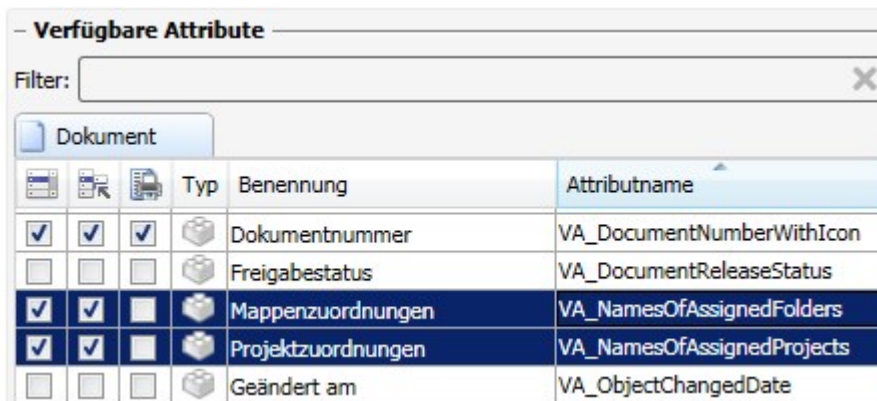 Verfügbare Attribute
Filter:
Dokument
Typ Benennung Attributname
Dokumentnummer VA_DocumentNumberWithIcon
Freigabestatus VA_DocumentReleaseStatus
Mappenzuordnungen VA_NamesOfAssignedFolders
Projektzuordnungen VA_NamesOfAssignedProjects
Geändert am VA_ObjectChangedDate